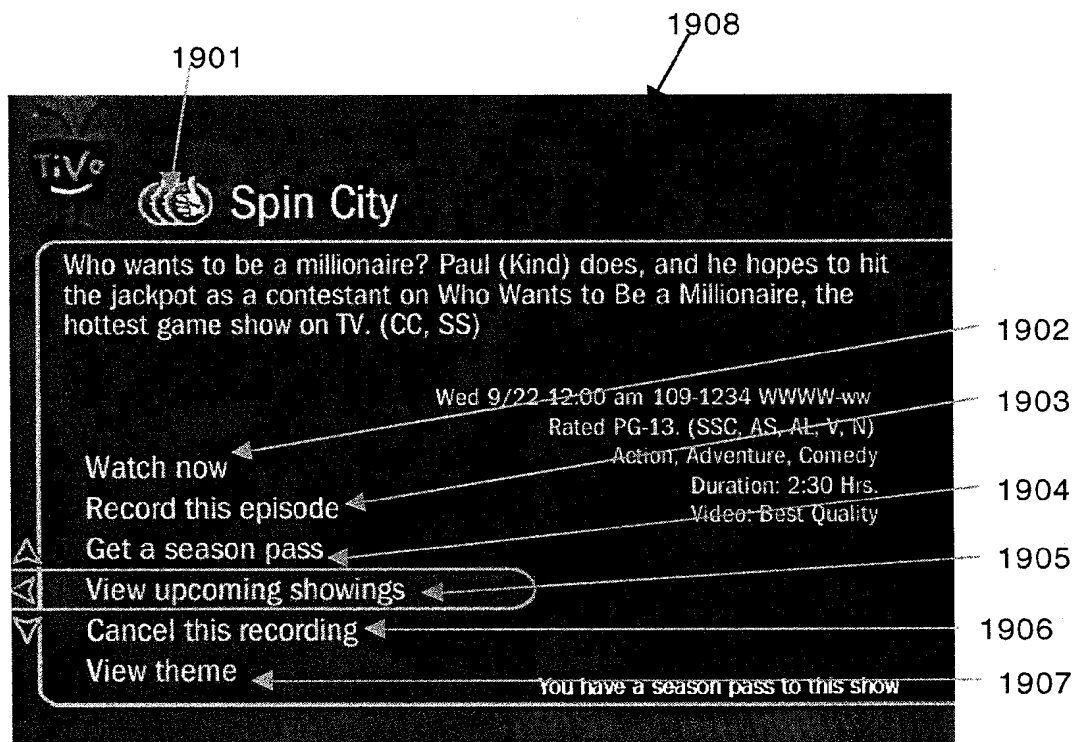 1908
1901
TiVo
Spin City
Who wants to be a millionaire? Paul (Kind) does, and he hopes to hit
the jackpot as a contestant on Who Wants to Be a Millionaire, the
hottest game show on TV. (CC, SS)
1902
Wed 9/22 12:00 am 109-1234 WWWW-ww
1903
Rated PG-13. (SSC, AS, AL, V, N)
Watch now
Action, Adventure, Comedy
Duration: 2:30 Hrs.
1904
Record this episode
Video: Best Quality
Get a season pass
1905
View upcoming showings
Cancel this recording
1906
View theme
You have a season pass to this show
1907